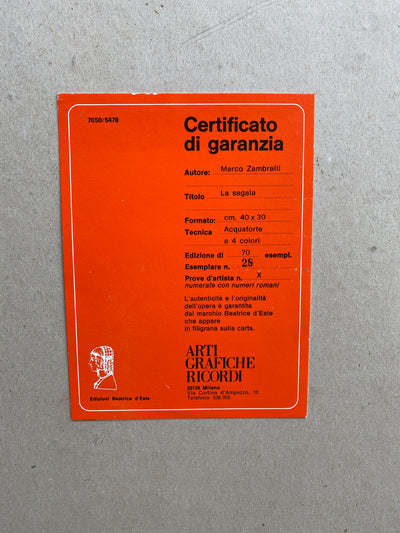 7050/5478
Certificato
di garanzia
Autore: Marco Zambrelli
Titolo La segala
Formato: cm. 40 x 30
Tecnica Acquaforte
a 4 colori
Edizione di 70 esempl.
Esemplare n. 28
Prove d'artista n. X
numerate con numeri romani
L'autenticità e l'originalità
dell'opera è garantita
dal marchio Beatrice d'Este
che appare
in filigrana sulla carta.
ARTI
GRAFICHE
RICORDI
20135 Milano
Via Cortina d'Ampezzo, 10
Telefono 536.355
Edizioni Beatrice d'Este